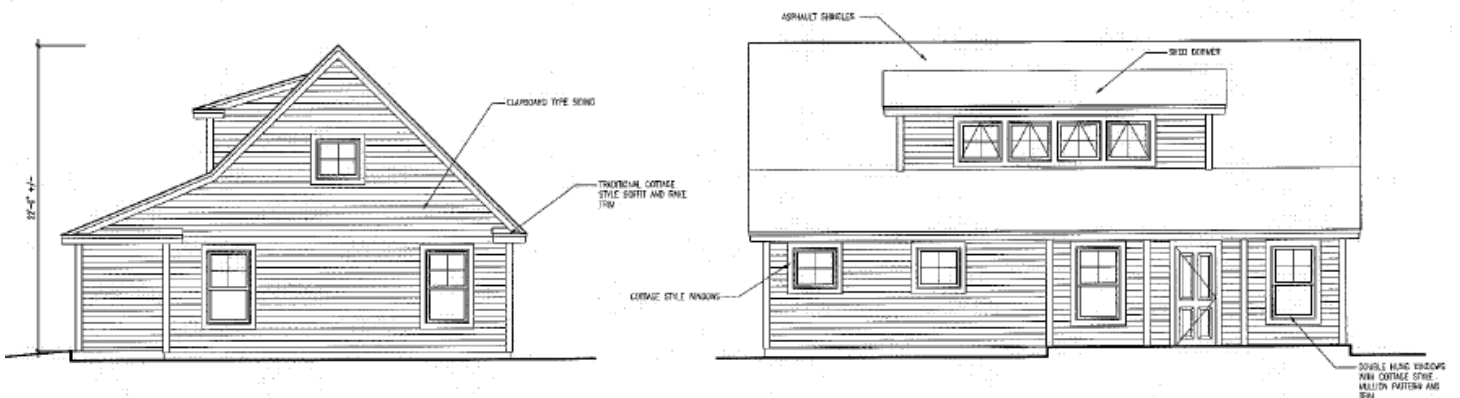 22'-6" +/-
CLAPBOARD TYPE SIDING
TRADITIONAL COTTAGE
STYLE SOFFIT AND RAKE
TRIM
ASPHALT SHINGLES
SHED DORMER
COTTAGE STYLE WINDOWS
DOUBLE HUNG WINDOWS
WITH COTTAGE STYLE
MULLION PATTERN AND
TRIM